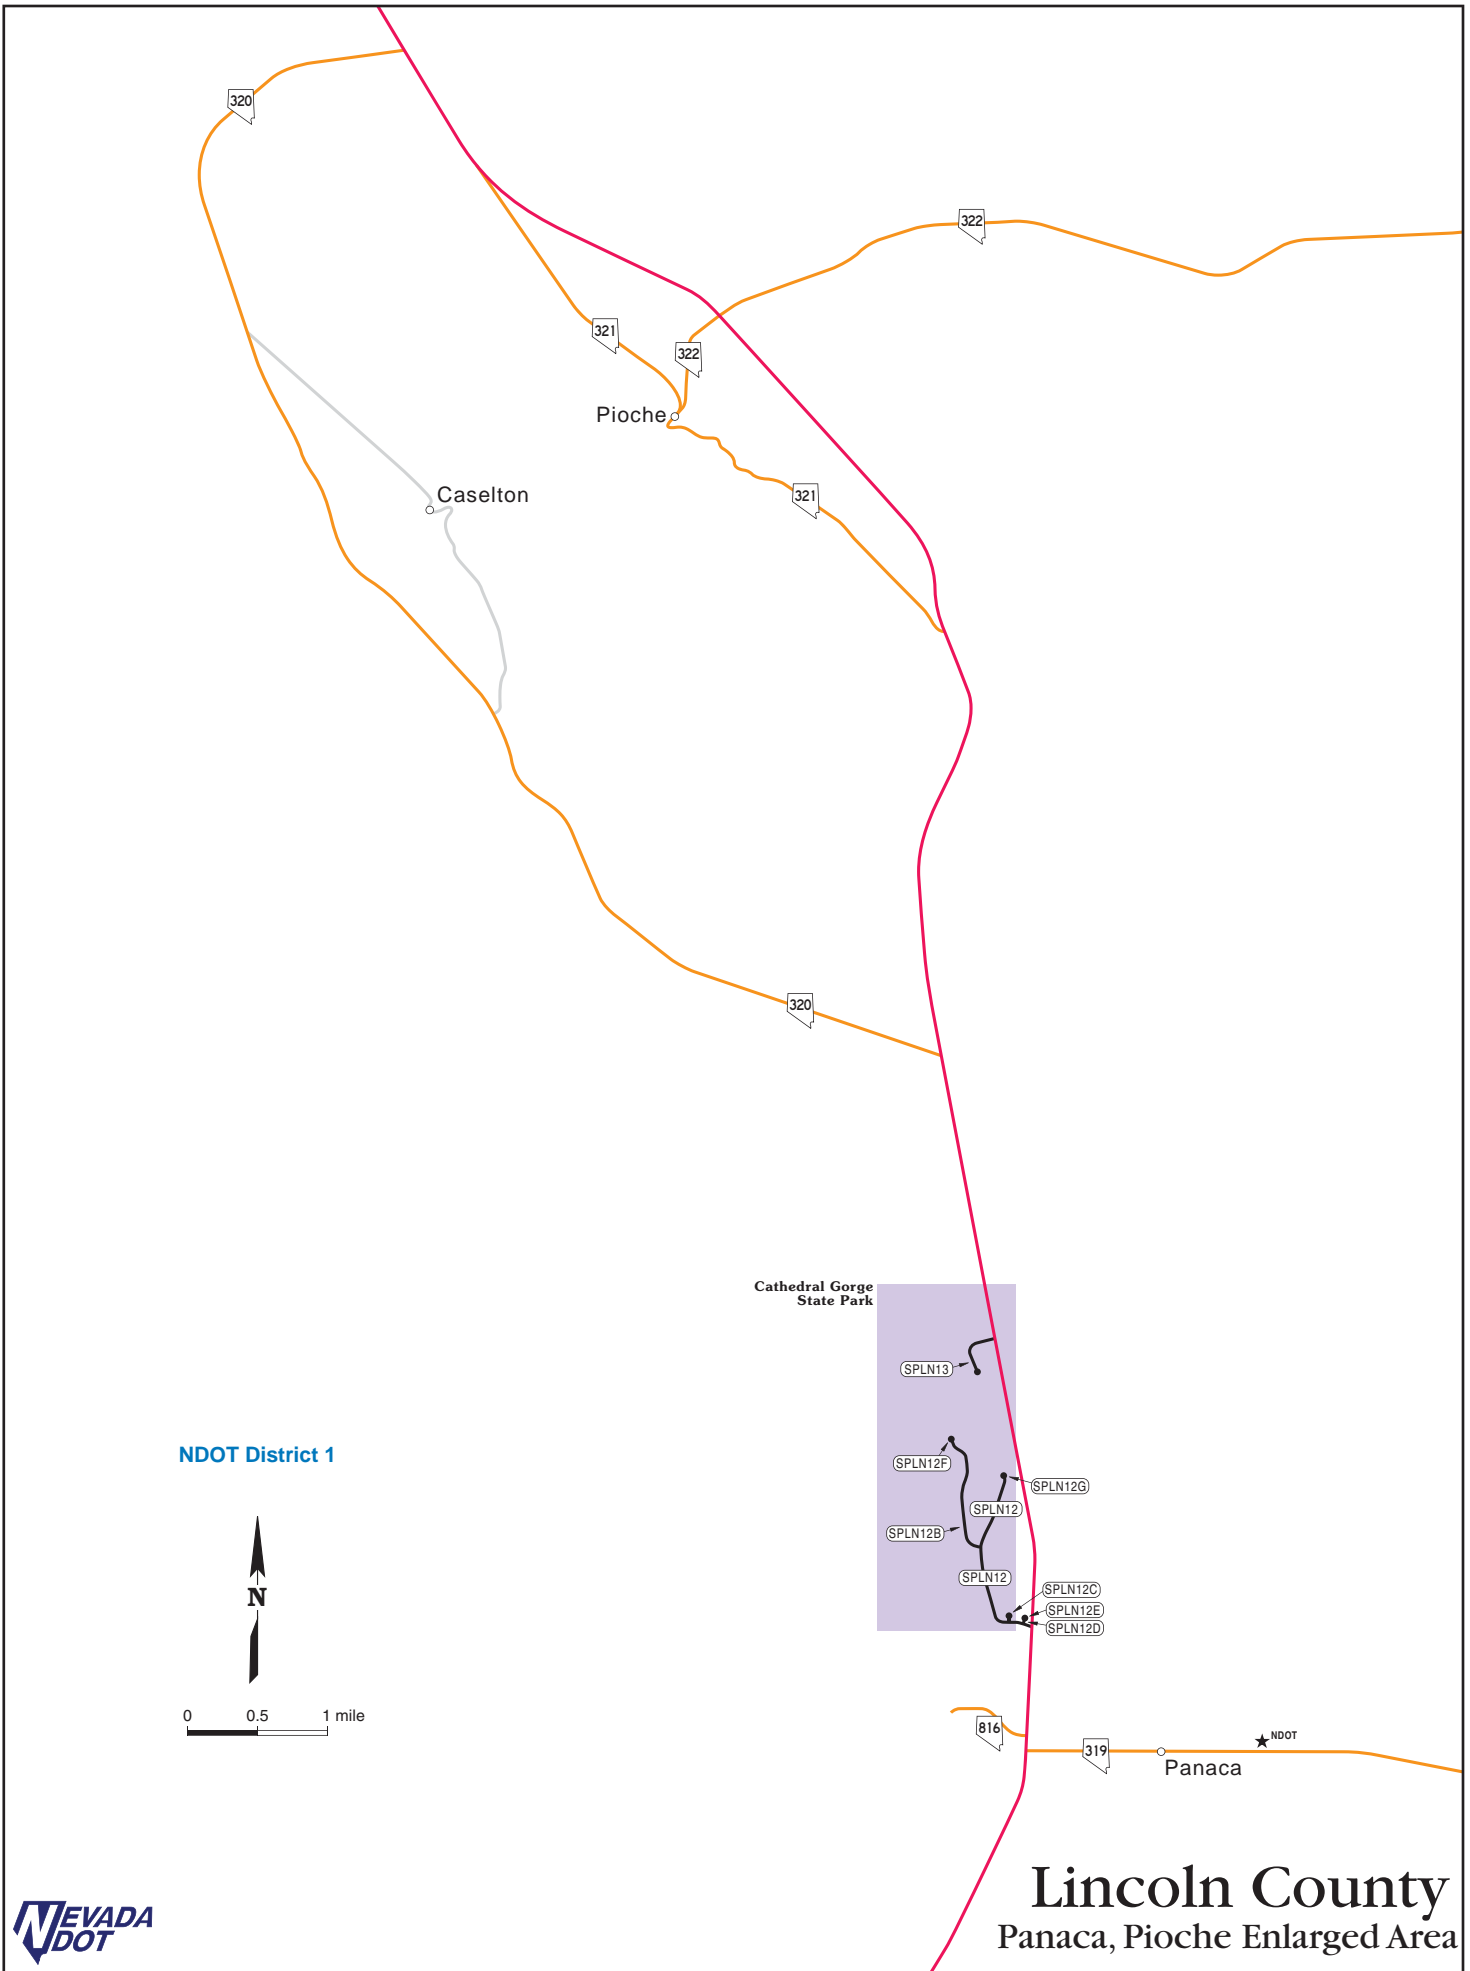 320
322
321
322
Pioche
321
Caselton
320
Cathedral Gorge
State Park
SPLN13
SPLN12F
SPLN12G
SPLN12
SPLN12B
SPLN12
SPLN12C
SPLN12E
SPLN12D
NDOT District 1
N
0 0.5 1 mile
816
319
NDOT
Panaca
Lincoln County
Panaca, Pioche Enlarged Area
NEVADA
DOT